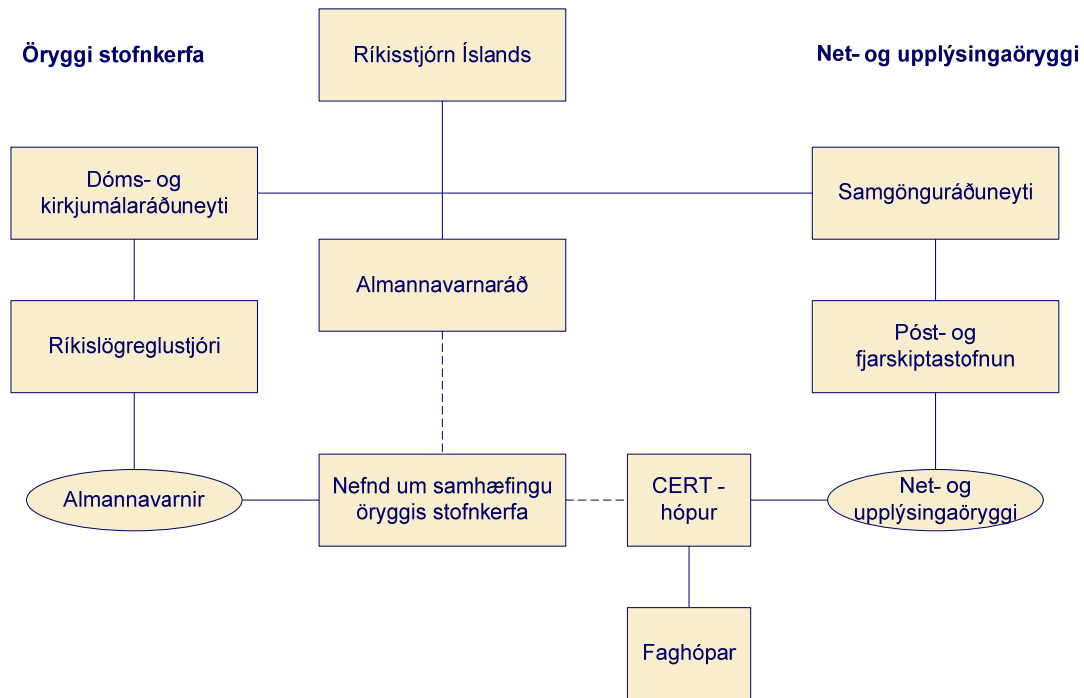 Öryggi stofnkerfa
Ríkisstjórn Íslands
Net- og upplýsingaöryggi
Dóms- og
kirkjumálaráðuneyti
Samgönguráðuneyti
Almannavarnaráð
Ríkislögreglustjóri
Póst- og
fjarskiptastofnun
Almannavarnir
Nefnd um samhæfingu
öryggis stofnkerfa
CERT -
hópur
Net- og
upplýsingaöryggi
Faghópar